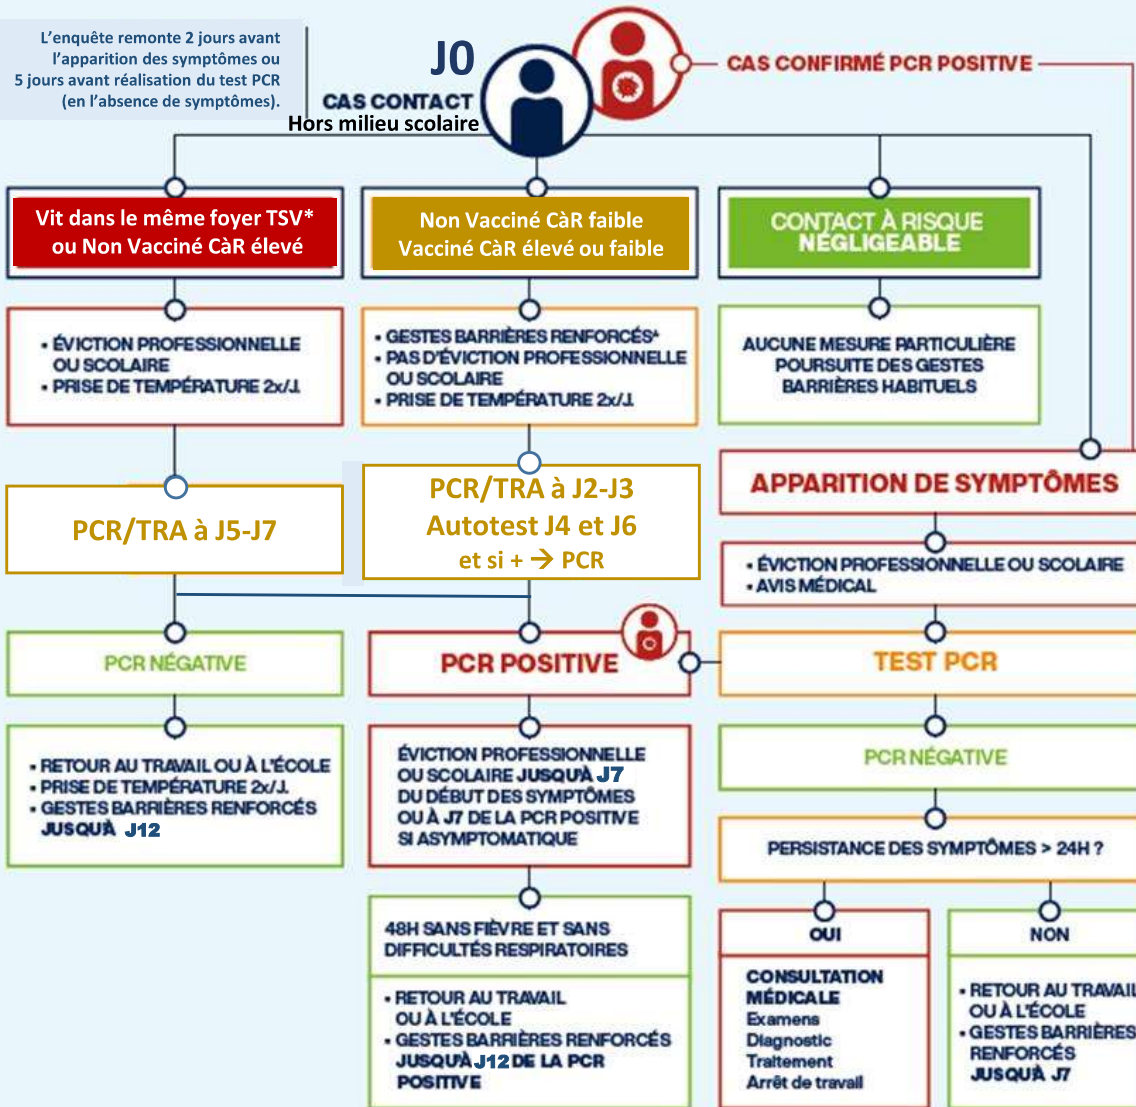 L'enquête remonte 2 jours avant
l'apparition des symptômes ou
5 jours avant réalisation du test PCR
(en l'absence de symptômes).
J0
CAS CONTACT
Hors milieu scolaire
CAS CONFIRMÉ PCR POSITIVE
Vit dans le même foyer TSV*
ou Non Vacciné CàR élevé
Non Vacciné CàR faible
Vacciné CàR élevé ou faible
CONTACT À RISQUE
NÉGLIGEABLE
▪ ÉVICTION PROFESSIONNELLE
OU SCOLAIRE
▪ PRISE DE TEMPÉRATURE 2x/J.
▪ GESTES BARRIÈRES RENFORCÉS*
▪ PAS D'ÉVICTION PROFESSIONNELLE
OU SCOLAIRE
▪ PRISE DE TEMPÉRATURE 2x/J.
AUCUNE MESURE PARTICULIÈRE
POURSUITE DES GESTES
BARRIÈRES HABITUELS
PCR/TRA à J5-J7
PCR/TRA à J2-J3
Autotest J4 et J6
et si + → PCR
APPARITION DE SYMPTÔMES
▪ ÉVICTION PROFESSIONNELLE OU SCOLAIRE
▪ AVIS MÉDICAL
PCR NÉGATIVE
PCR POSITIVE
TEST PCR
▪ RETOUR AU TRAVAIL OU À L'ÉCOLE
▪ PRISE DE TEMPÉRATURE 2x/J.
▪ GESTES BARRIÈRES RENFORCÉS
JUSQU'À J12
ÉVICTION PROFESSIONNELLE
OU SCOLAIRE JUSQU'À J7
DU DÉBUT DES SYMPTÔMES
OU À J7 DE LA PCR POSITIVE
SI ASYMPTOMATIQUE
PCR NÉGATIVE
PERSISTANCE DES SYMPTÔMES > 24H ?
48H SANS FIÈVRE ET SANS
DIFFICULTÉS RESPIRATOIRES
▪ RETOUR AU TRAVAIL
OU À L'ÉCOLE
▪ GESTES BARRIÈRES RENFORCÉS
JUSQU'À J12 DE LA PCR
POSITIVE
OUI
CONSULTATION
MÉDICALE
Examens
Diagnostic
Traitement
Arrêt de travail
NON
▪ RETOUR AU TRAVAIL
OU À L'ÉCOLE
▪ GESTES BARRIÈRES
RENFORCÉS
JUSQU'À J7